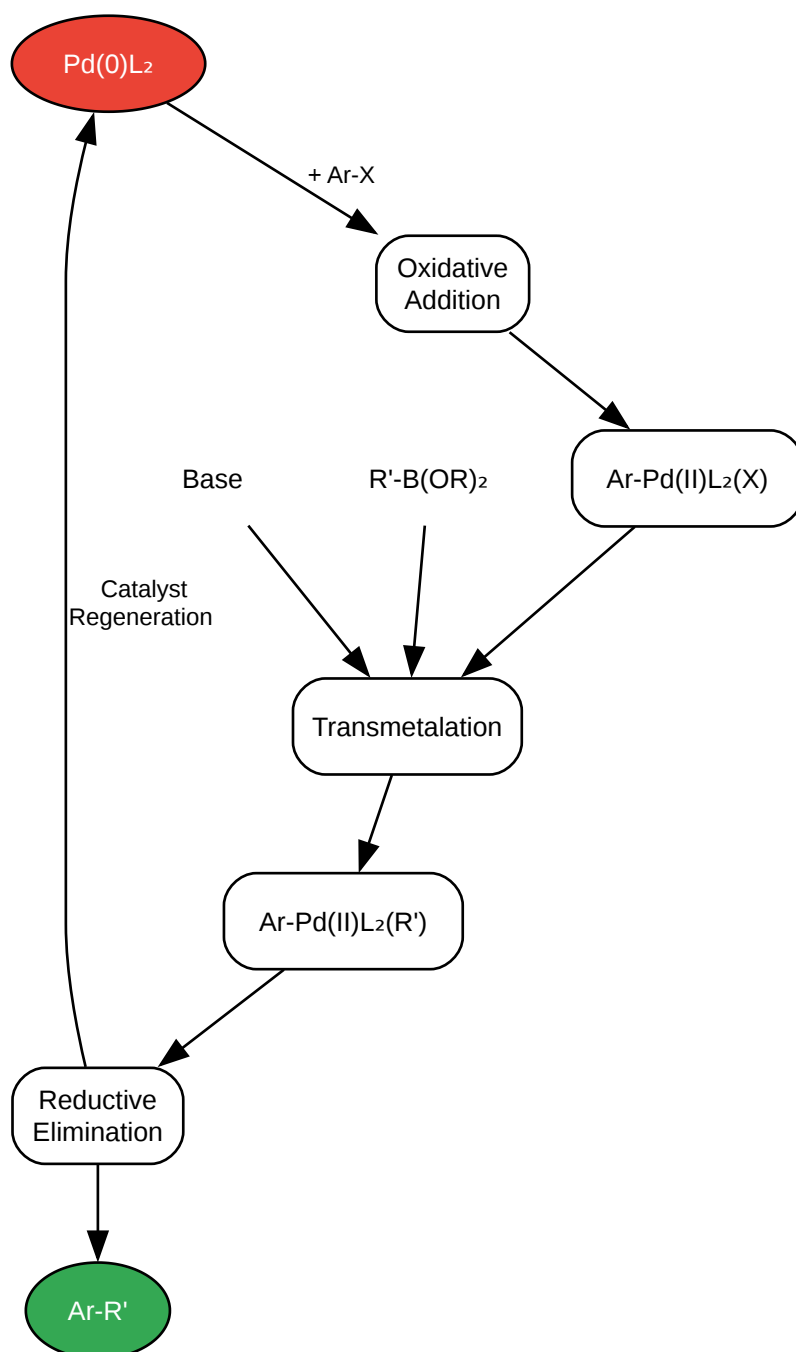 Pd(0)L₂
+ Ar-X
Oxidative
Addition
Base
R'-B(OR)₂
Ar-Pd(II)L₂(X)
Catalyst
Regeneration
Transmetalation
Ar-Pd(II)L₂(R')
Reductive
Elimination
Ar-R'